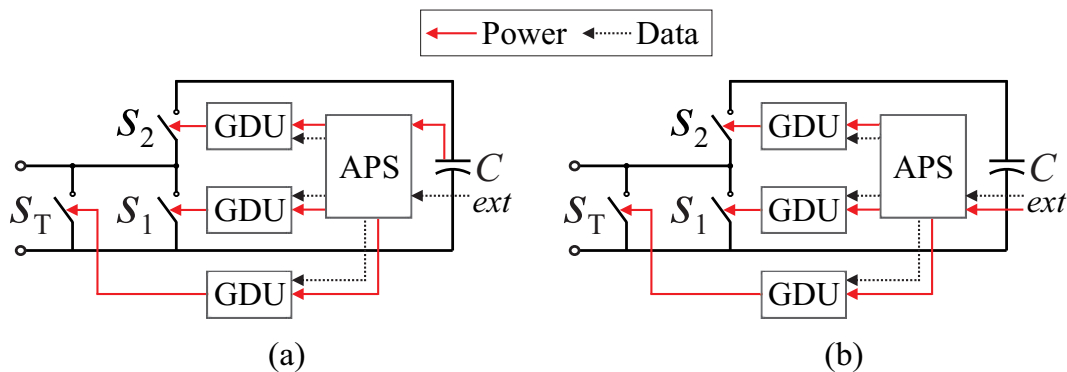 Power Data
S2 GDU
APS
C
ext
ST S1 GDU
GDU
(a)
S2 GDU
APS
C
ext
ST S1 GDU
GDU
(b)